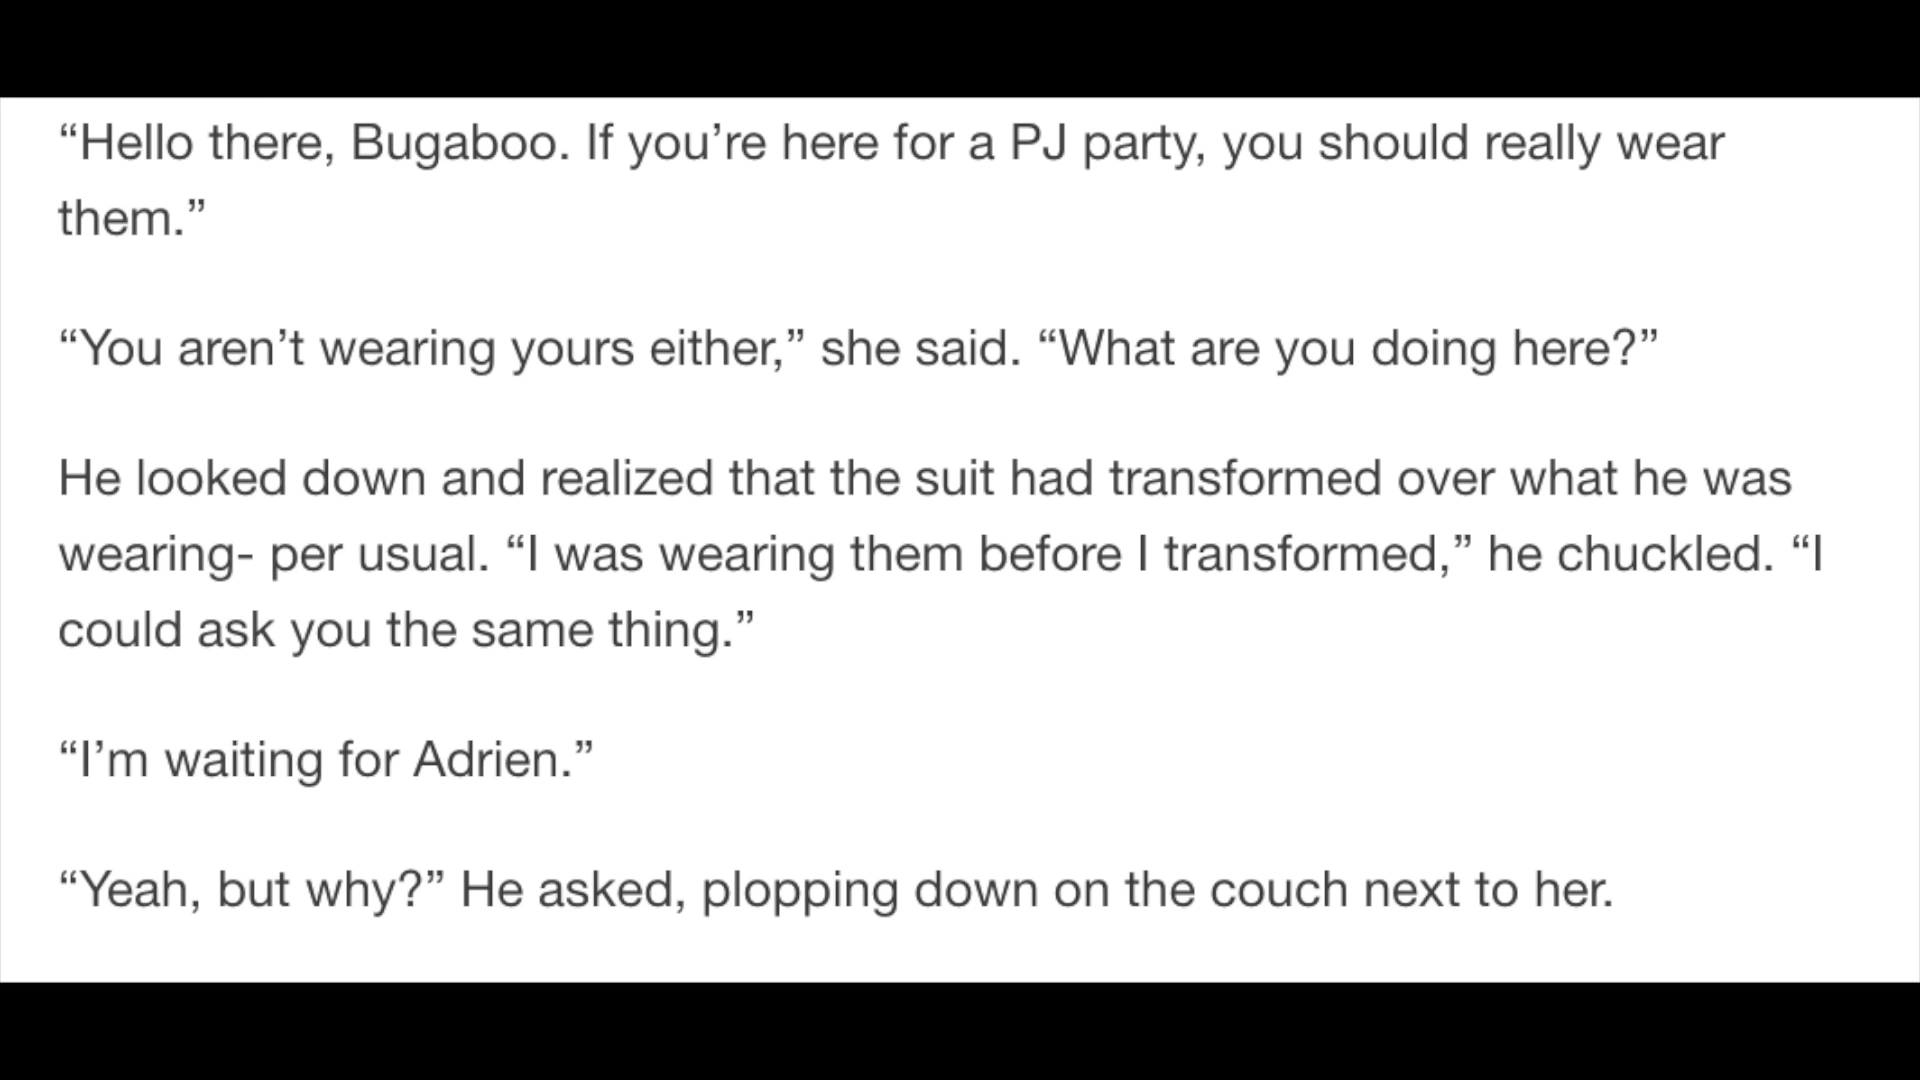 “Hello there, Bugaboo. If you’re here for a PJ party, you should really wear
them.”
“You aren’t wearing yours either,” she said. “What are you doing here?”
He looked down and realized that the suit had transformed over what he was
wearing- per usual. “I was wearing them before I transformed,” he chuckled. “I
could ask you the same thing.”
“I’m waiting for Adrien.”
“Yeah, but why?” He asked, plopping down on the couch next to her.